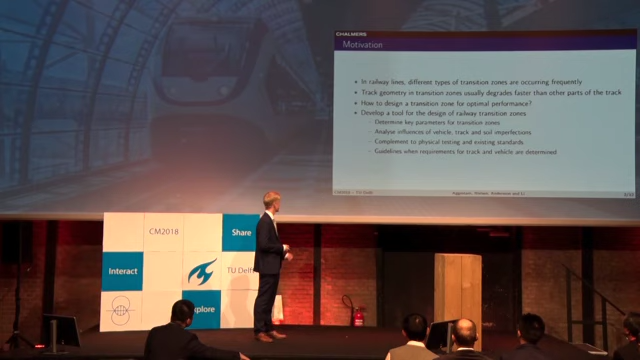 CHALMERS
Motivation
In railway lines, different types of transition zones are occurring frequently
Track geometry in transition zones usually degrades faster than other parts of the track
How to design a transition zone for optimal performance?
Develop a tool for the design of railway transition zones
Determine key parameters for transition zones
Analyse influences of vehicle, track and soil imperfections
Complement to physical testing and existing standards
Guidelines when requirements for track and vehicle are determined
CM2018
Share
Interact
TU Delft
xplore